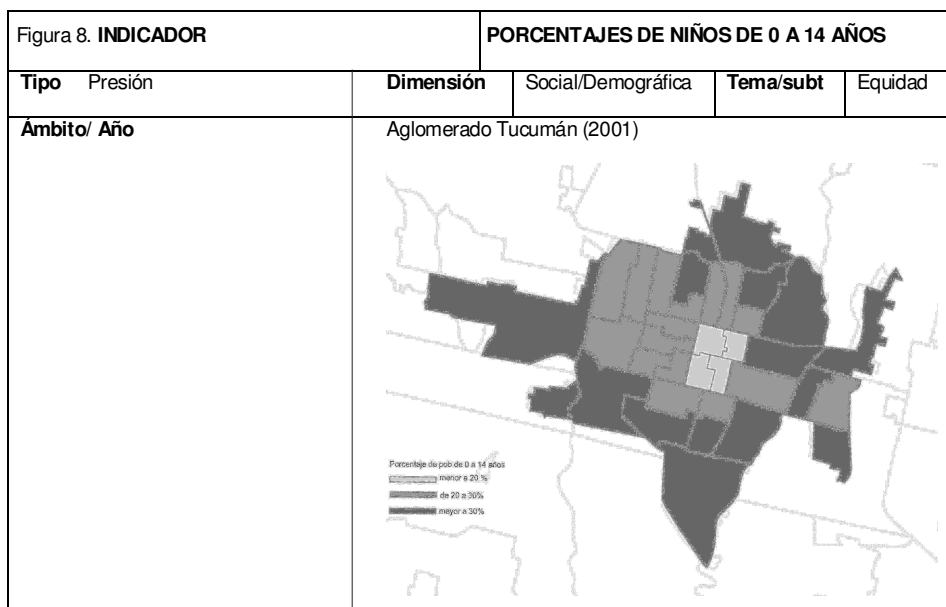 Figura 8. INDICADOR
PORCENTAJES DE NIÑOS DE 0 A 14 AÑOS
Tipo Presión
Dimensión
Social/Demográfica
Tema/subt
Equidad
Ámbito/ Año
Aglomerado Tucumán (2001)
Porcentaje de pob de 0 a 14 años
menor a 20 %
de 20 a 30%
mayor a 30%